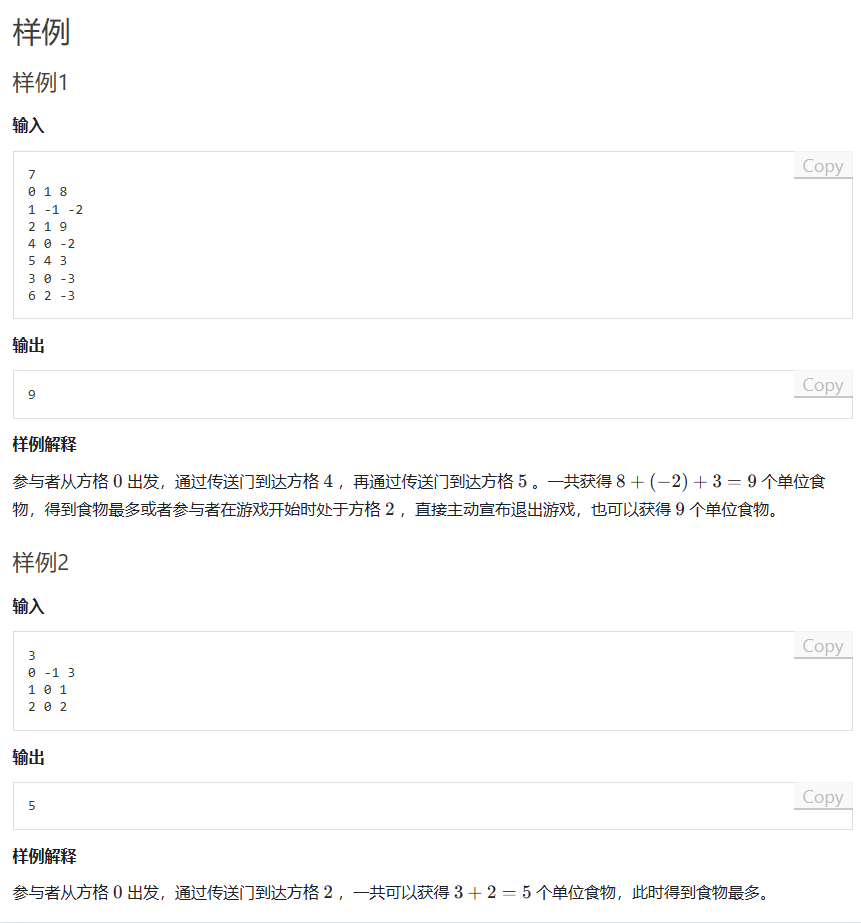 样例
样例1
输入
Copy
7
0 1 8
1 -1 -2
2 1 9
4 0 -2
5 4 3
3 0 -3
6 2 -3
输出
Copy
9
样例解释
参与者从方格 0 出发，通过传送门到达方格 4 ，再通过传送门到达方格 5 。一共获得 8 + (−2) + 3 = 9 个单位食
物，得到食物最多或者参与者在游戏开始时处于方格 2 ，直接主动宣布退出游戏，也可以获得 9 个单位食物。
样例2
输入
Copy
3
0 -1 3
1 0 1
2 0 2
输出
Copy
5
样例解释
参与者从方格 0 出发，通过传送门到达方格 2 ，一共可以获得 3 + 2 = 5 个单位食物，此时得到食物最多。